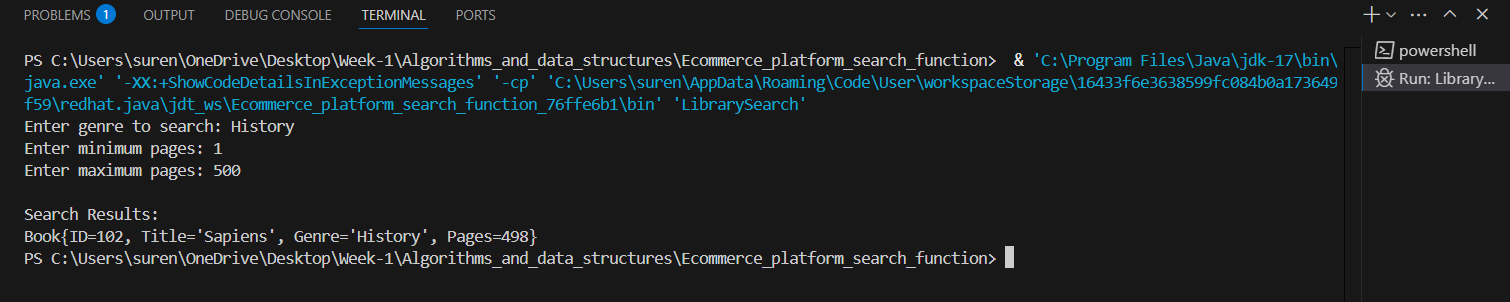 PROBLEMS 1 OUTPUT DEBUG CONSOLE TERMINAL PORTS
PS C:\Users\suren\OneDrive\Desktop\Week-1\Algorithms_and_data_structures\Ecommerce_platform_search_function> & 'C:\Program Files\Java\jdk-17\bin\
java.exe' '-XX:+ShowCodeDetailsInExceptionMessages' '-cp' 'C:\Users\suren\AppData\Roaming\Code\User\workspaceStorage\16433f6e3638599fc084b0a173649
f59\redhat.java\jdt_ws\Ecommerce_platform_search_function_76ffe6b1\bin' 'LibrarySearch'
Enter genre to search: History
Enter minimum pages: 1
Enter maximum pages: 500
Search Results:
Book{ID=102, Title='Sapiens', Genre='History', Pages=498}
PS C:\Users\suren\OneDrive\Desktop\Week-1\Algorithms_and_data_structures\Ecommerce_platform_search_function>
powershell
Run: Library...